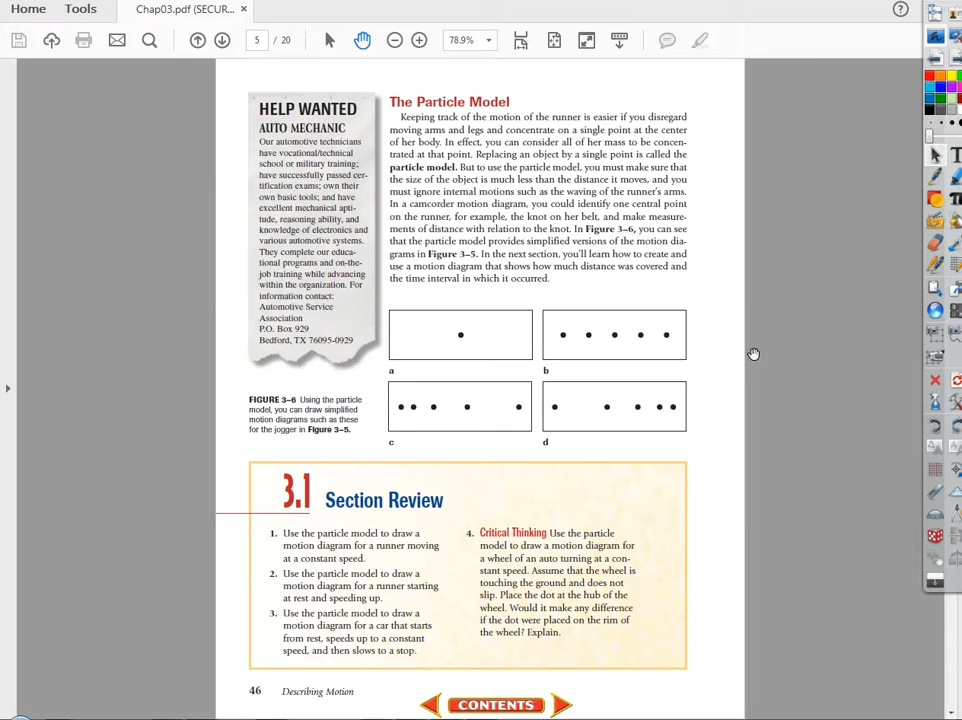 Home
Tools
Chap03.pdf (SECUR...
5 / 20
78.9%
HELP WANTED
AUTO MECHANIC
Our automotive technicians
have vocational/technical
school or military training;
have successfully passed cer-
tification exams; own their
own basic tools; and have
excellent mechanical apti-
tude, reasoning ability, and
knowledge of electronics and
various automotive systems.
They complete our educa-
tional programs and on-the-
job training while advancing
within the organization. For
information contact:
Automotive Service
Association
P.O. Box 929
Bedford, TX 76095-0929
The Particle Model
Keeping track of the motion of the runner is easier if you disregard
moving arms and legs and concentrate on a single point at the center
of her body. In effect, you can consider all of her mass to be concen-
trated at that point. Replacing an object by a single point is called the
particle model. But to use the particle model, you must make sure that
the size of the object is much less than the distance it moves, and you
must ignore internal motions such as the waving of the runner's arms.
In a camcorder motion diagram, you could identify one central point
on the runner, for example, the knot on her belt, and make measure-
ments of distance with relation to the knot. In Figure 3–6, you can see
that the particle model provides simplified versions of the motion dia-
grams in Figure 3–5. In the next section, you'll learn how to create and
use a motion diagram that shows how much distance was covered and
the time interval in which it occurred.
a
b
c
d
FIGURE 3–6 Using the particle
model, you can draw simplified
motion diagrams such as these
for the jogger in Figure 3–5.
3.1 Section Review
1. Use the particle model to draw a
motion diagram for a runner moving
at a constant speed.
2. Use the particle model to draw a
motion diagram for a runner starting
at rest and speeding up.
3. Use the particle model to draw a
motion diagram for a car that starts
from rest, speeds up to a constant
speed, and then slows to a stop.
4. Critical Thinking Use the particle
model to draw a motion diagram for
a wheel of an auto turning at a con-
stant speed. Assume that the wheel is
touching the ground and does not
slip. Place the dot at the hub of the
wheel. Would it make any difference
if the dot were placed on the rim of
the wheel? Explain.
46 Describing Motion
CONTENTS